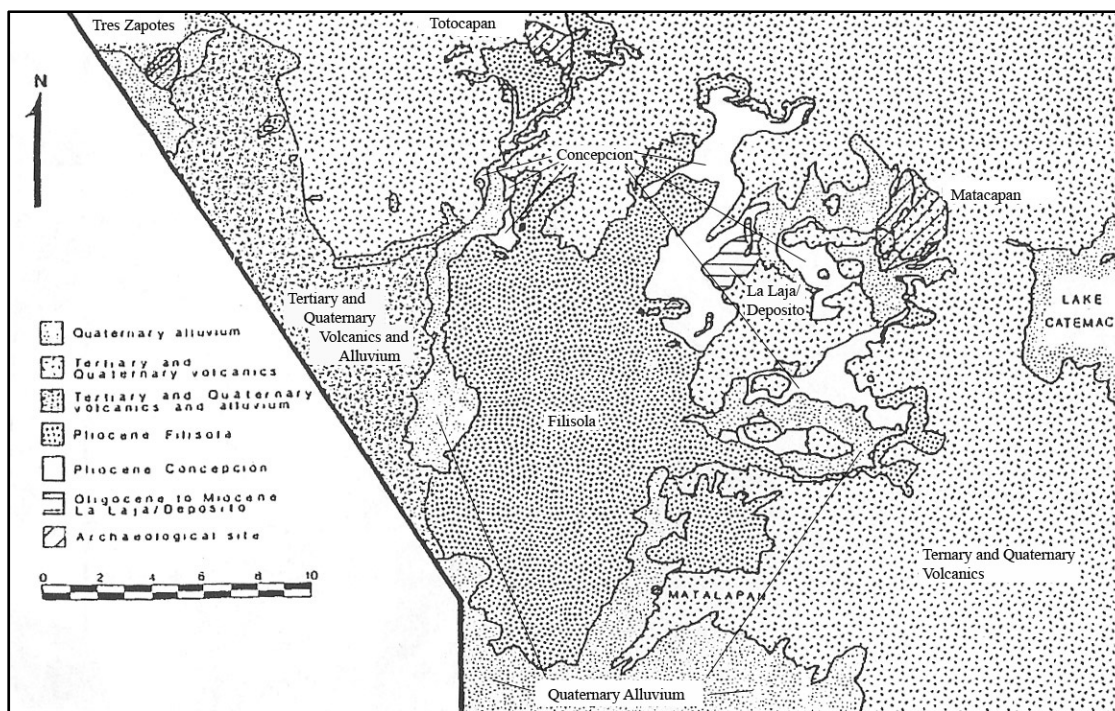 Tres Zapotes
Totocapan
N
Concepcion
Matacapan
La Laja/
Deposito
LAKE
CATEMAC
Tertiary and
Quaternary
Volcanics and
Alluvium
Filisola
Quaternary alluvium
Tertiary and
Quaternary volcanics
Tertiary and Quaternary
volcanics and alluvium
Pliocene Filisola
Pliocene Concepción
Oligocene to Miocene
La Laja/Depósito
Archaeological site
0 2 4 6 8 10
Ternary and Quaternary
Volcanics
MATALAPAN
Quaternary Alluvium